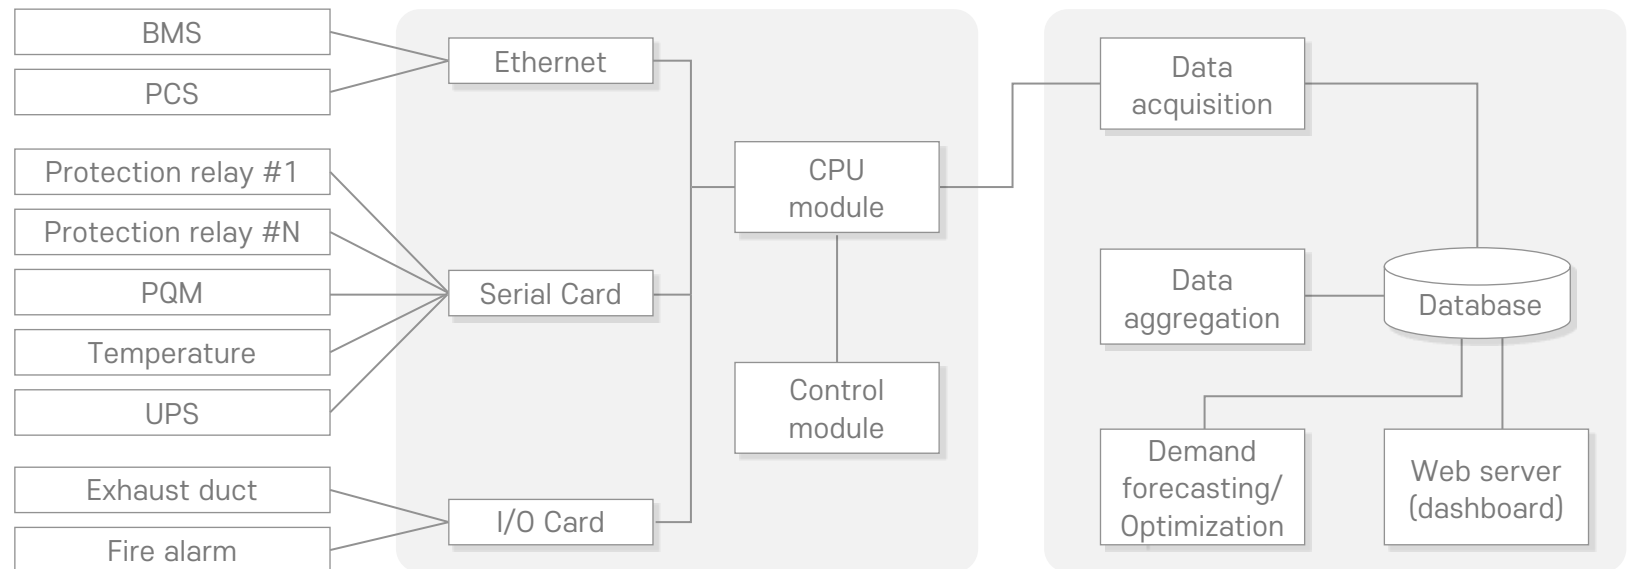 BMS
PCS
Protection relay #1
Protection relay #N
PQM
Temperature
UPS
Exhaust duct
Fire alarm
Ethernet
Serial Card
I/O Card
CPU
module
Control
module
Data
acquisition
Data
aggregation
Database
Demand
forecasting/
Optimization
Web server
(dashboard)